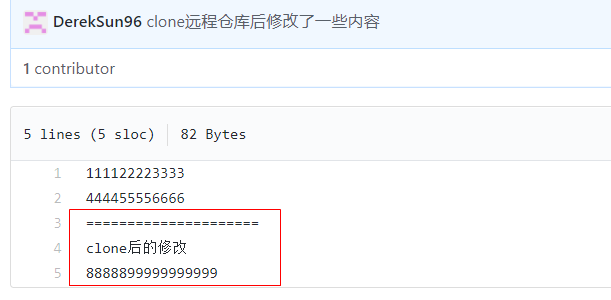 DerekSun96 clone远程仓库后修改了一些内容
1 contributor
5 lines (5 sloc) 82 Bytes
1 111122223333
2 444455556666
3 =====================
4 clone后的修改
5 8888899999999999